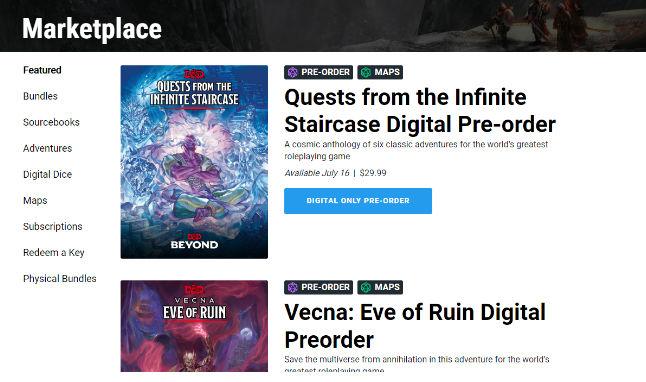 Marketplace
Featured
Bundles
Sourcebooks
Adventures
Digital Dice
Maps
Subscriptions
Redeem a Key
Physical Bundles
QUESTS FROM THE
INFINITE STAIRCASE
D&D
BEYOND
PRE-ORDER MAPS
Quests from the Infinite
Staircase Digital Pre-order
A cosmic anthology of six classic adventures for the world's greatest
roleplaying game
Available July 16 | $29.99
DIGITAL ONLY PRE-ORDER
VECNA
EVE OF RUIN
PRE-ORDER MAPS
Vecna: Eve of Ruin Digital
Preorder
Save the multiverse from annihilation in this adventure for the world's
greatest roleplaying game